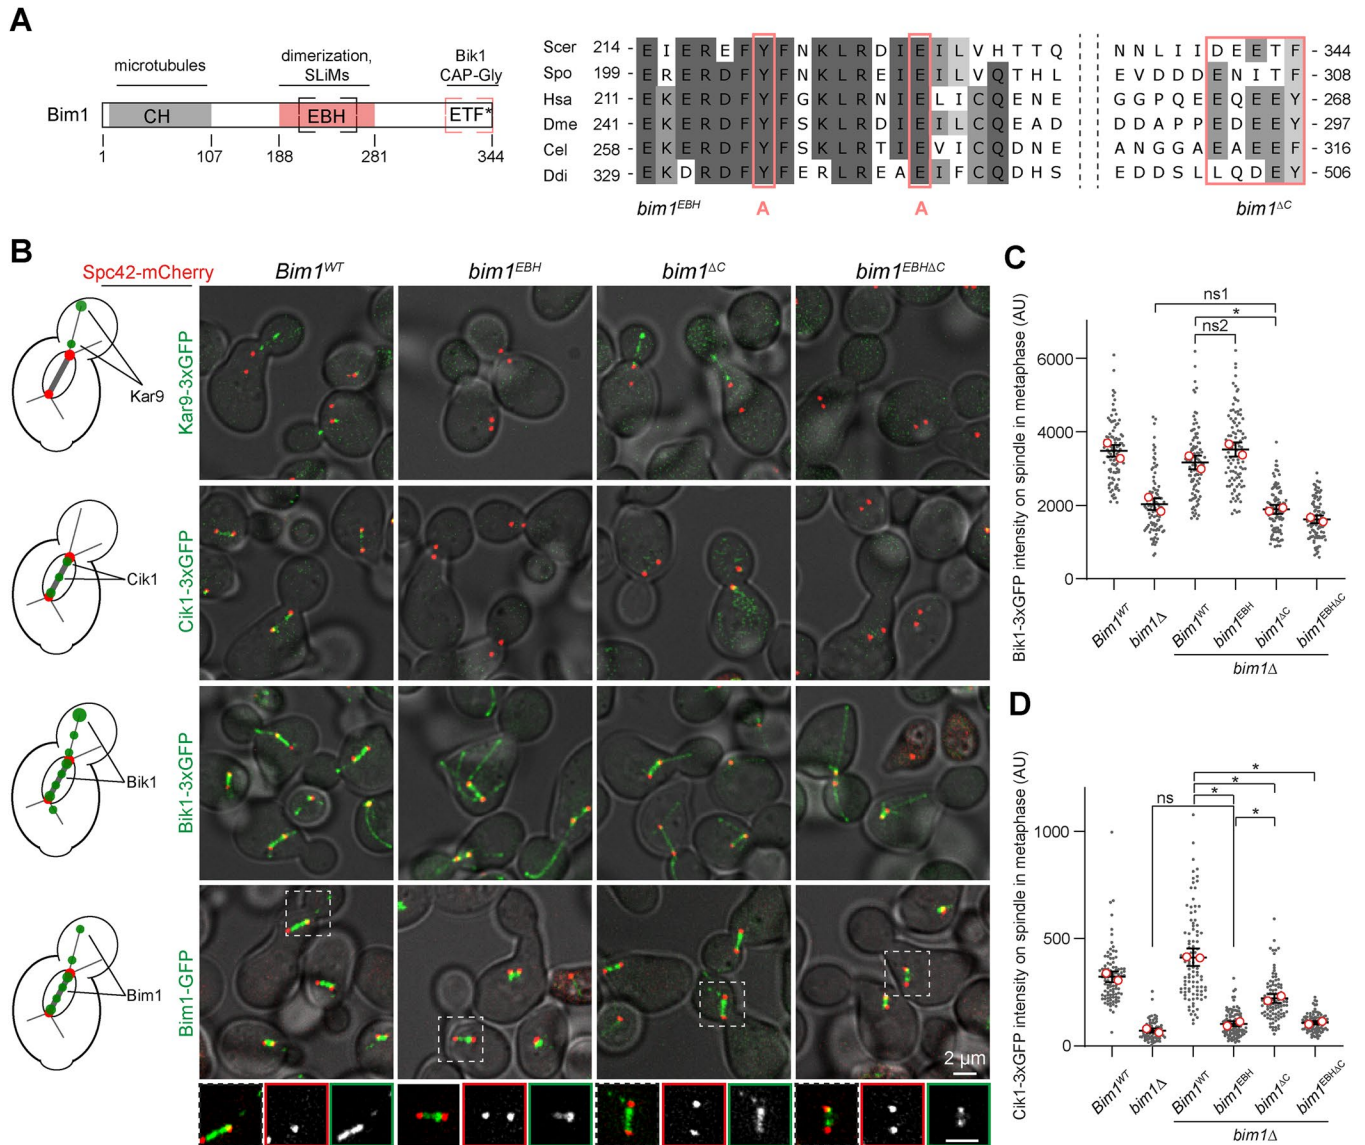 A
microtubules
dimerization,
SLiMs
Bik1
CAP-Gly
Bim1
CH
EBH
ETF*
1
107
188
281
344
Scer 214 - E I E R E F Y F N K L R D I E I L V H T T Q N N L I I D E E T F - 344
Spo 199 - E R E R D F Y F N K L R E I E I L V Q T H L E V D D D E N I T F - 308
Hsa 211 - E K E R D F Y F G K L R N I E L I C Q E N E G G P Q E E Q E E Y - 268
Dme 241 - E K E R D F Y F S K L R D I E I L C Q E A D D D A P P E D E E Y - 297
Cel 258 - E K E R D F Y F S K L R T I E V I C Q D N E A N G G A E A E E F - 316
Ddi 329 - E K D R D F Y F E R L R E A E I F C Q D H S E D D S L L Q D E Y - 506
bim1EBH
A
A
bim1ΔC
B
Spc42-mCherry
Bim1WT
bim1EBH
bim1ΔC
bim1EBHΔC
Kar9
Kar9-3xGFP
Cik1
Cik1-3xGFP
Bik1
Bik1-3xGFP
Bim1
Bim1-GFP
2 µm
C
Bik1-3xGFP intensity on spindle in metaphase (AU)
6000
4000
2000
0
ns1
*
ns2
Bim1WT
bim1Δ
Bim1WT
bim1EBH
bim1ΔC
bim1EBHΔC
bim1Δ
D
Cik1-3xGFP intensity on spindle in metaphase (AU)
1000
500
0
*
*
ns
*
*
Bim1WT
bim1Δ
Bim1WT
bim1EBH
bim1ΔC
bim1EBHΔC
bim1Δ